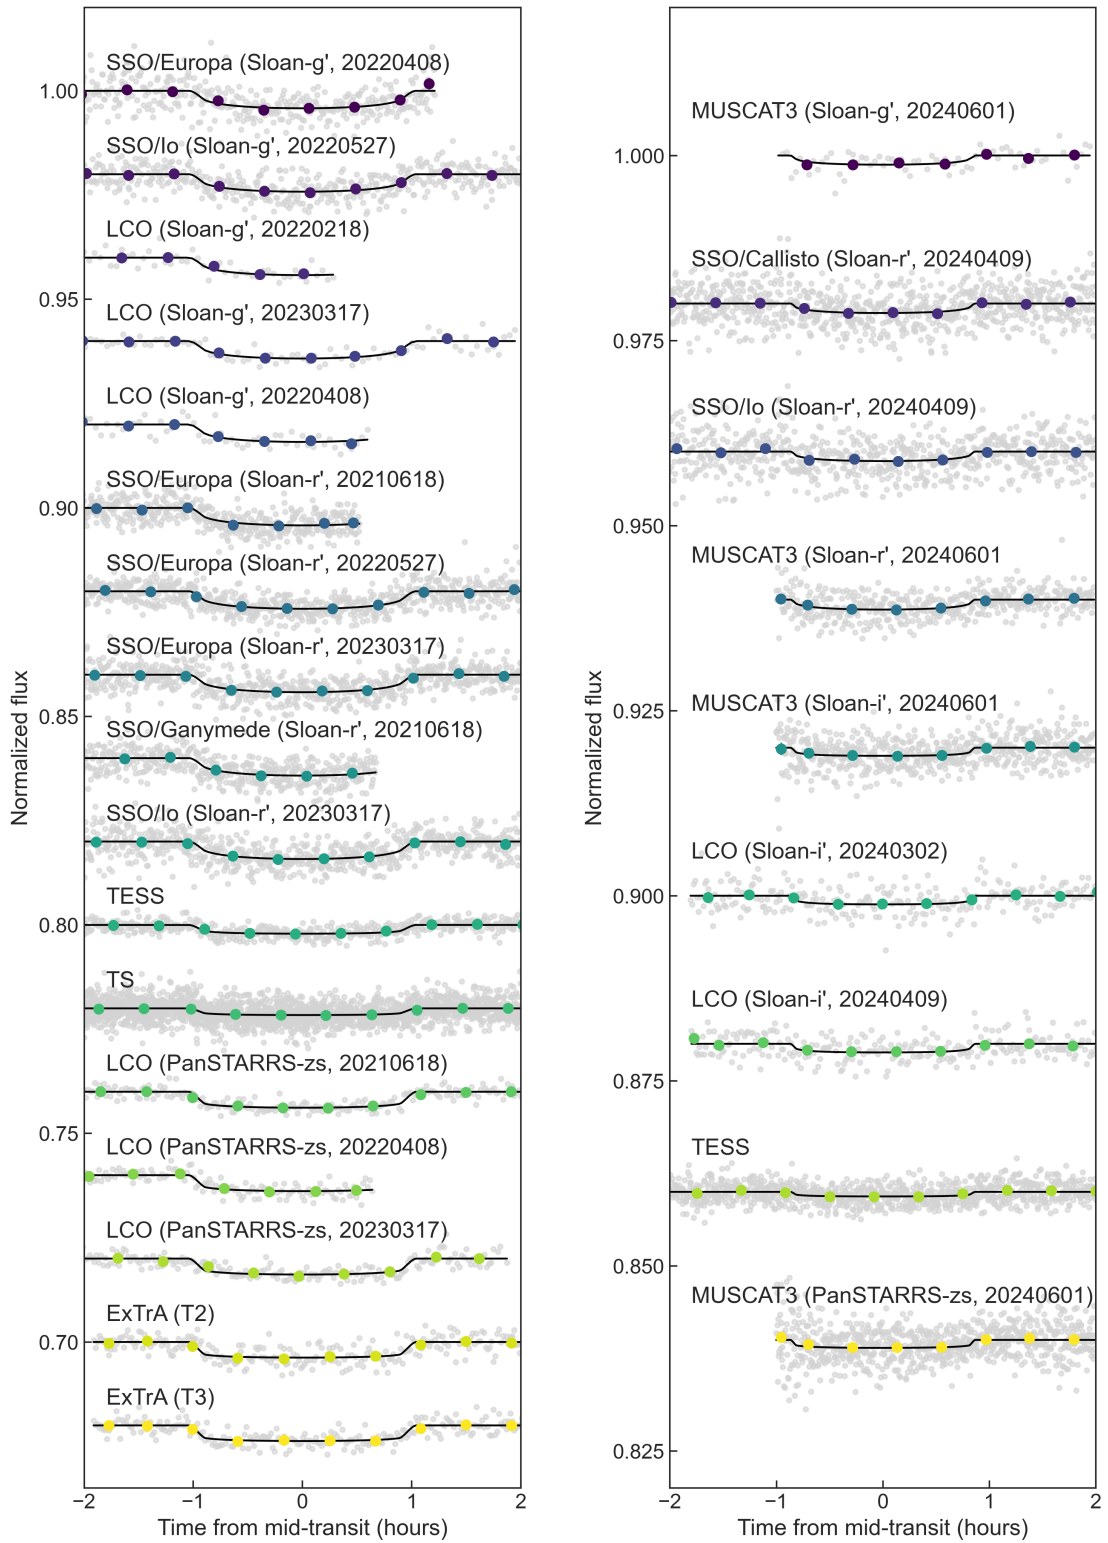 SSO/Europa (Sloan-g', 20220408)
1.00
SSO/Io (Sloan-g', 20220527)
LCO (Sloan-g', 20220218)
0.95
LCO (Sloan-g', 20230317)
LCO (Sloan-g', 20220408)
SSO/Europa (Sloan-r', 20210618)
0.90
SSO/Europa (Sloan-r', 20220527)
SSO/Europa (Sloan-r', 20230317)
0.85
SSO/Ganymede (Sloan-r', 20210618)
SSO/Io (Sloan-r', 20230317)
TESS
0.80
TS
LCO (PanSTARRS-zs, 20210618)
0.75
LCO (PanSTARRS-zs, 20220408)
LCO (PanSTARRS-zs, 20230317)
ExTrA (T2)
0.70
ExTrA (T3)
Normalized flux
−2 −1 0 1 2
Time from mid-transit (hours)
MUSCAT3 (Sloan-g', 20240601)
1.000
SSO/Callisto (Sloan-r', 20240409)
0.975
SSO/Io (Sloan-r', 20240409)
0.950
MUSCAT3 (Sloan-r', 20240601
MUSCAT3 (Sloan-i', 20240601
0.925
LCO (Sloan-i', 20240302)
0.900
LCO (Sloan-i', 20240409)
0.875
TESS
0.850
MUSCAT3 (PanSTARRS-zs, 20240601)
0.825
Normalized flux
−2 −1 0 1 2
Time from mid-transit (hours)